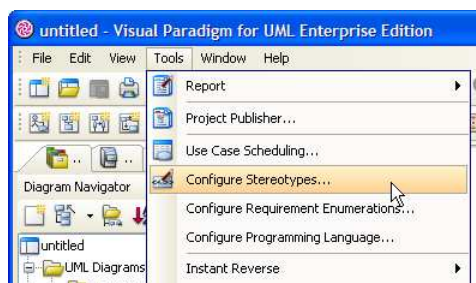 untitled - Visual Paradigm for UML Enterprise Edition
File Edit View Tools Window Help
Report
Project Publisher...
Use Case Scheduling...
Configure Stereotypes...
Configure Requirement Enumerations...
Configure Programming Language...
Instant Reverse
Diagram Navigator
untitled
UML Diagrams